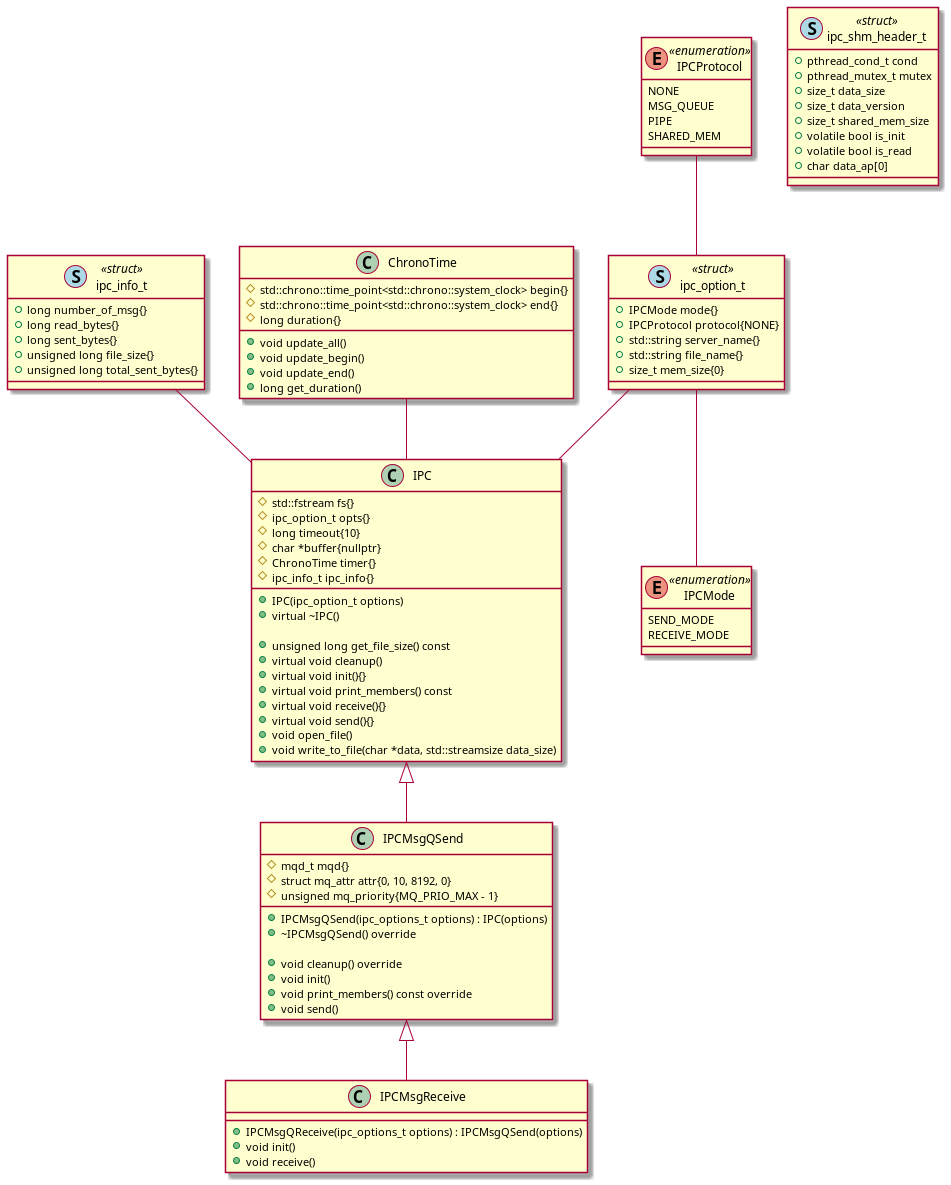 S
«struct»
ipc_shm_header_t
pthread_cond_t cond
pthread_mutex_t mutex
size_t data_size
size_t data_version
size_t shared_mem_size
volatile bool is_init
volatile bool is_read
char data_ap[0]
E
«enumeration»
IPCProtocol
NONE
MSG_QUEUE
PIPE
SHARED_MEM
S
«struct»
ipc_info_t
long number_of_msg{}
long read_bytes{}
long sent_bytes{}
unsigned long file_size{}
unsigned long total_sent_bytes{}
C
ChronoTime
std::chrono::time_point<std::chrono::system_clock> begin{}
std::chrono::time_point<std::chrono::system_clock> end{}
long duration{}
void update_all()
void update_begin()
void update_end()
long get_duration()
S
«struct»
ipc_option_t
IPCMode mode{}
IPCProtocol protocol{NONE}
std::string server_name{}
std::string file_name{}
size_t mem_size{0}
C
IPC
std::fstream fs{}
ipc_option_t opts{}
long timeout{10}
char *buffer{nullptr}
ChronoTime timer{}
ipc_info_t ipc_info{}
IPC(ipc_option_t options)
virtual ~IPC()
unsigned long get_file_size() const
virtual void cleanup()
virtual void init(){}
virtual void print_members() const
virtual void receive(){}
virtual void send(){}
void open_file()
void write_to_file(char *data, std::streamsize data_size)
E
«enumeration»
IPCMode
SEND_MODE
RECEIVE_MODE
C
IPCMsgQSend
mqd_t mqd{}
struct mq_attr attr{0, 10, 8192, 0}
unsigned mq_priority{MQ_PRIO_MAX - 1}
IPCMsgQSend(ipc_options_t options) : IPC(options)
~IPCMsgQSend() override
void cleanup() override
void init()
void print_members() const override
void send()
C
IPCMsgReceive
IPCMsgQReceive(ipc_options_t options) : IPCMsgQSend(options)
void init()
void receive()